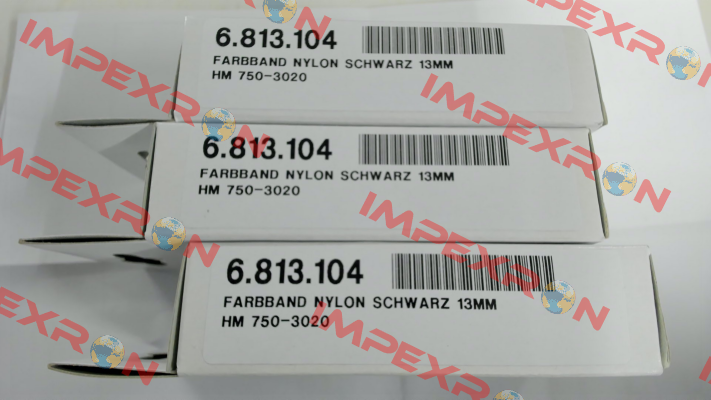 6.813.104
FARBBAND NYLON SCHWARZ 13MM
HM 750-3020
6.813.104
FARBBAND NYLON SCHWARZ 13MM
HM 750-3020
6.813.104
FARBBAND NYLON SCHWARZ 13MM
HM 750-3020
IMPEXRON
IMPEXRON
IMPEXRON
IMPEXRON
IMPEXRON